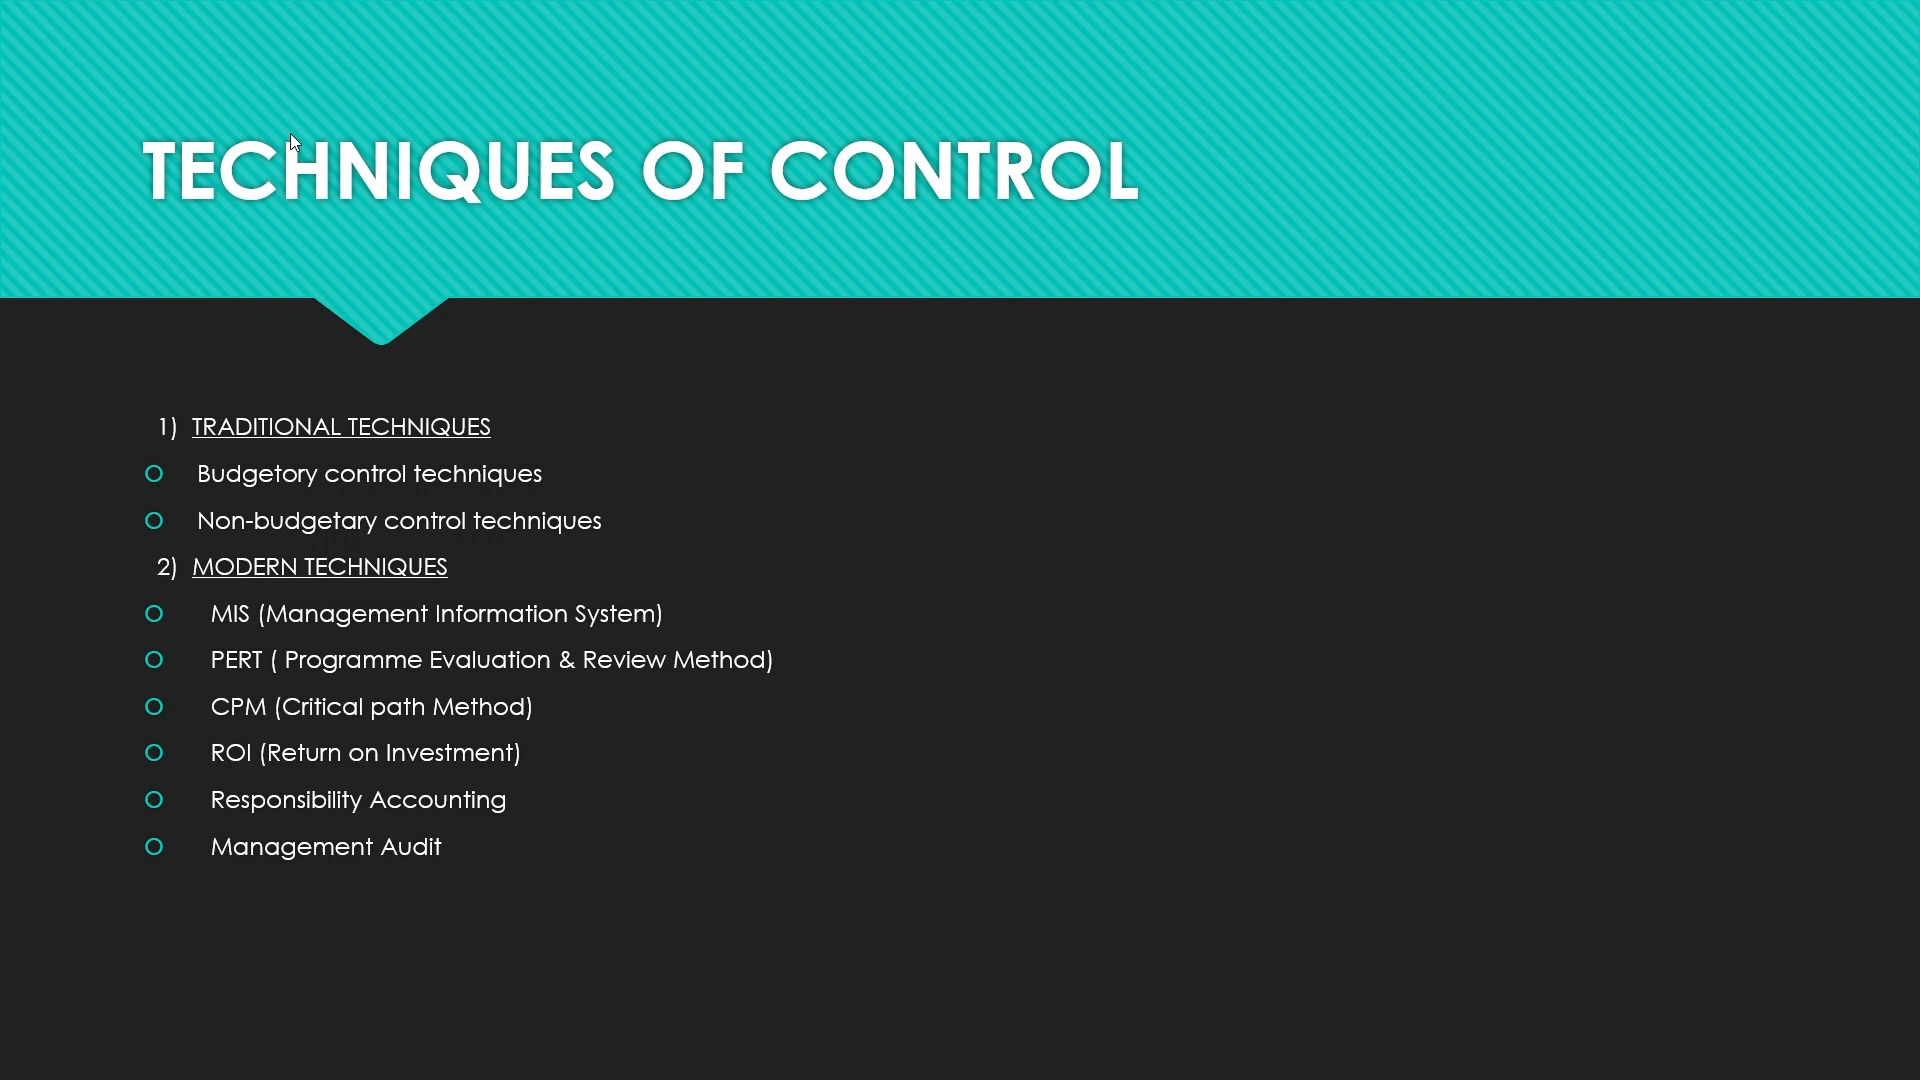 TECHNIQUES OF CONTROL
1) TRADITIONAL TECHNIQUES
Budgetory control techniques
Non-budgetary control techniques
2) MODERN TECHNIQUES
MIS (Management Information System)
PERT ( Programme Evaluation & Review Method)
CPM (Critical path Method)
ROI (Return on Investment)
Responsibility Accounting
Management Audit